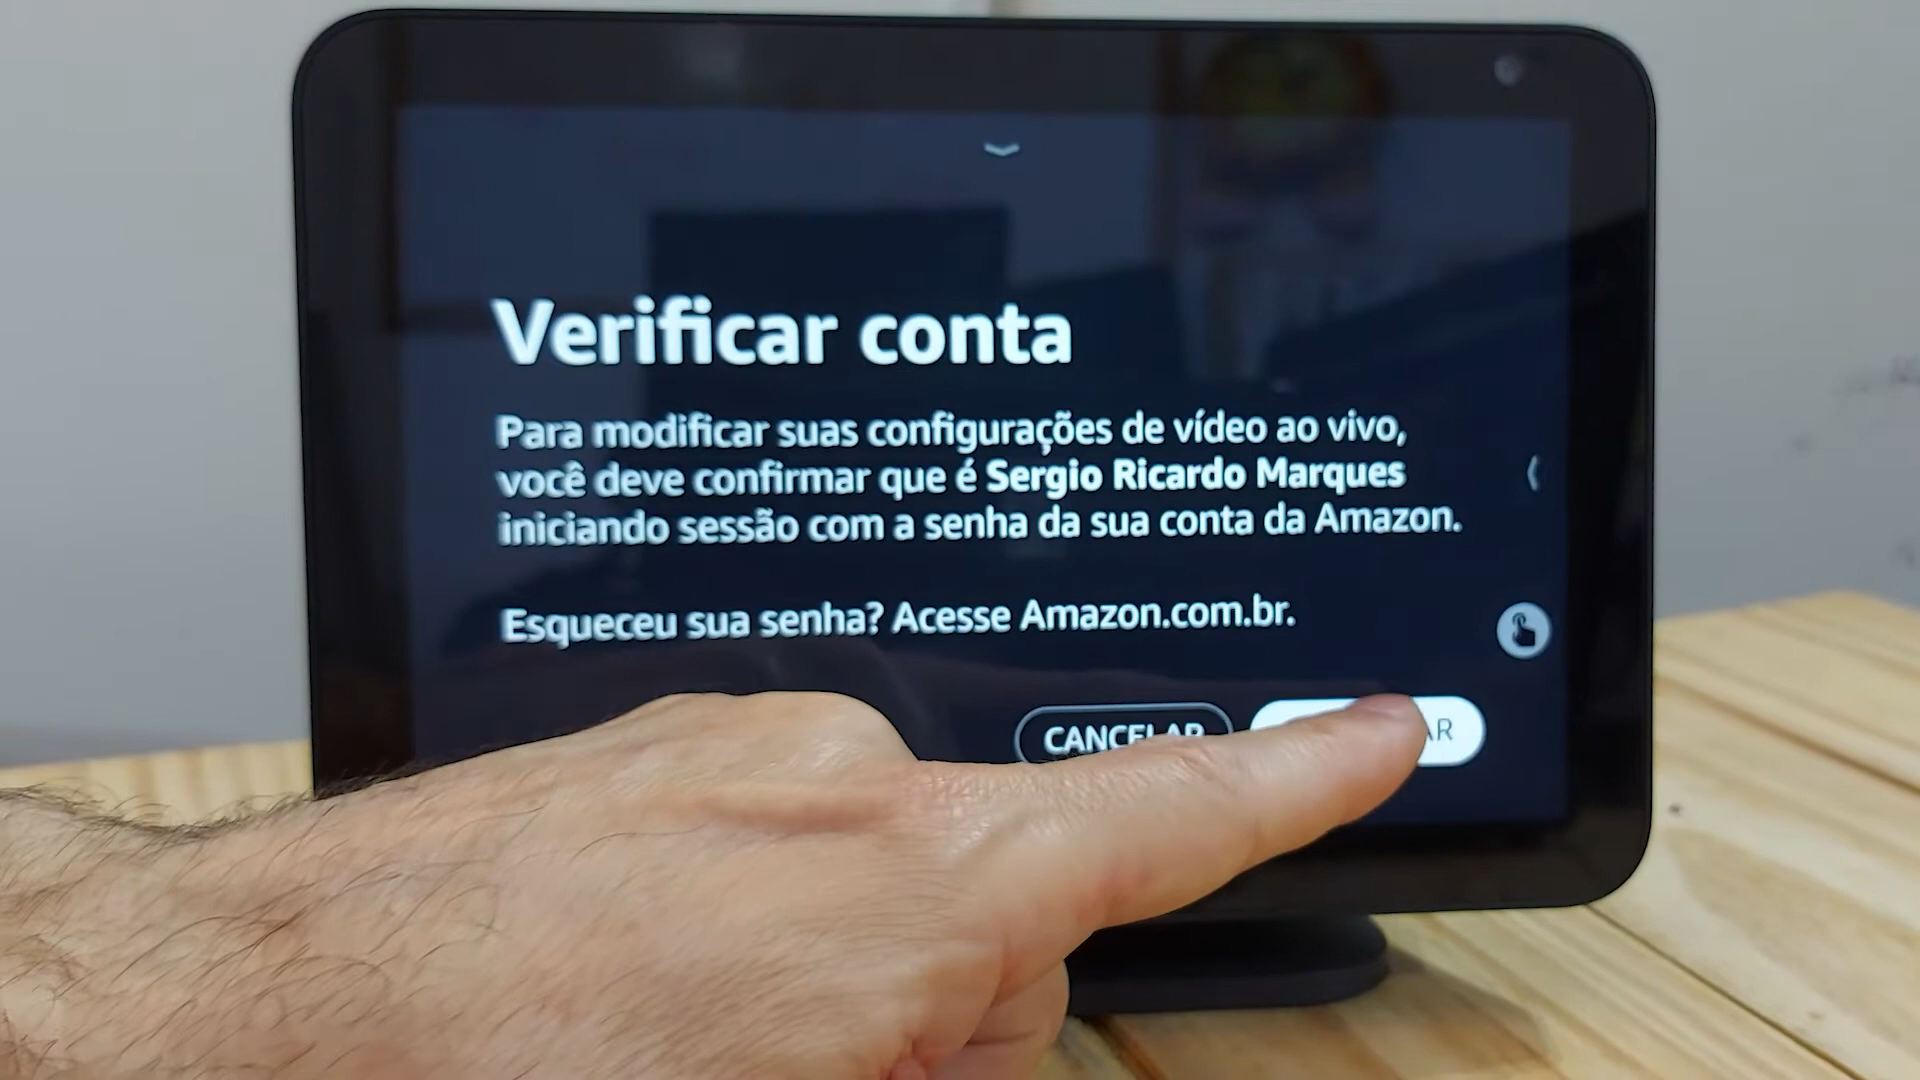 Verificar conta
Para modificar suas configurações de vídeo ao vivo,
você deve confirmar que é Sergio Ricardo Marques
iniciando sessão com a senha da sua conta da Amazon.
Esqueceu sua senha? Acesse Amazon.com.br.
CANCELAR